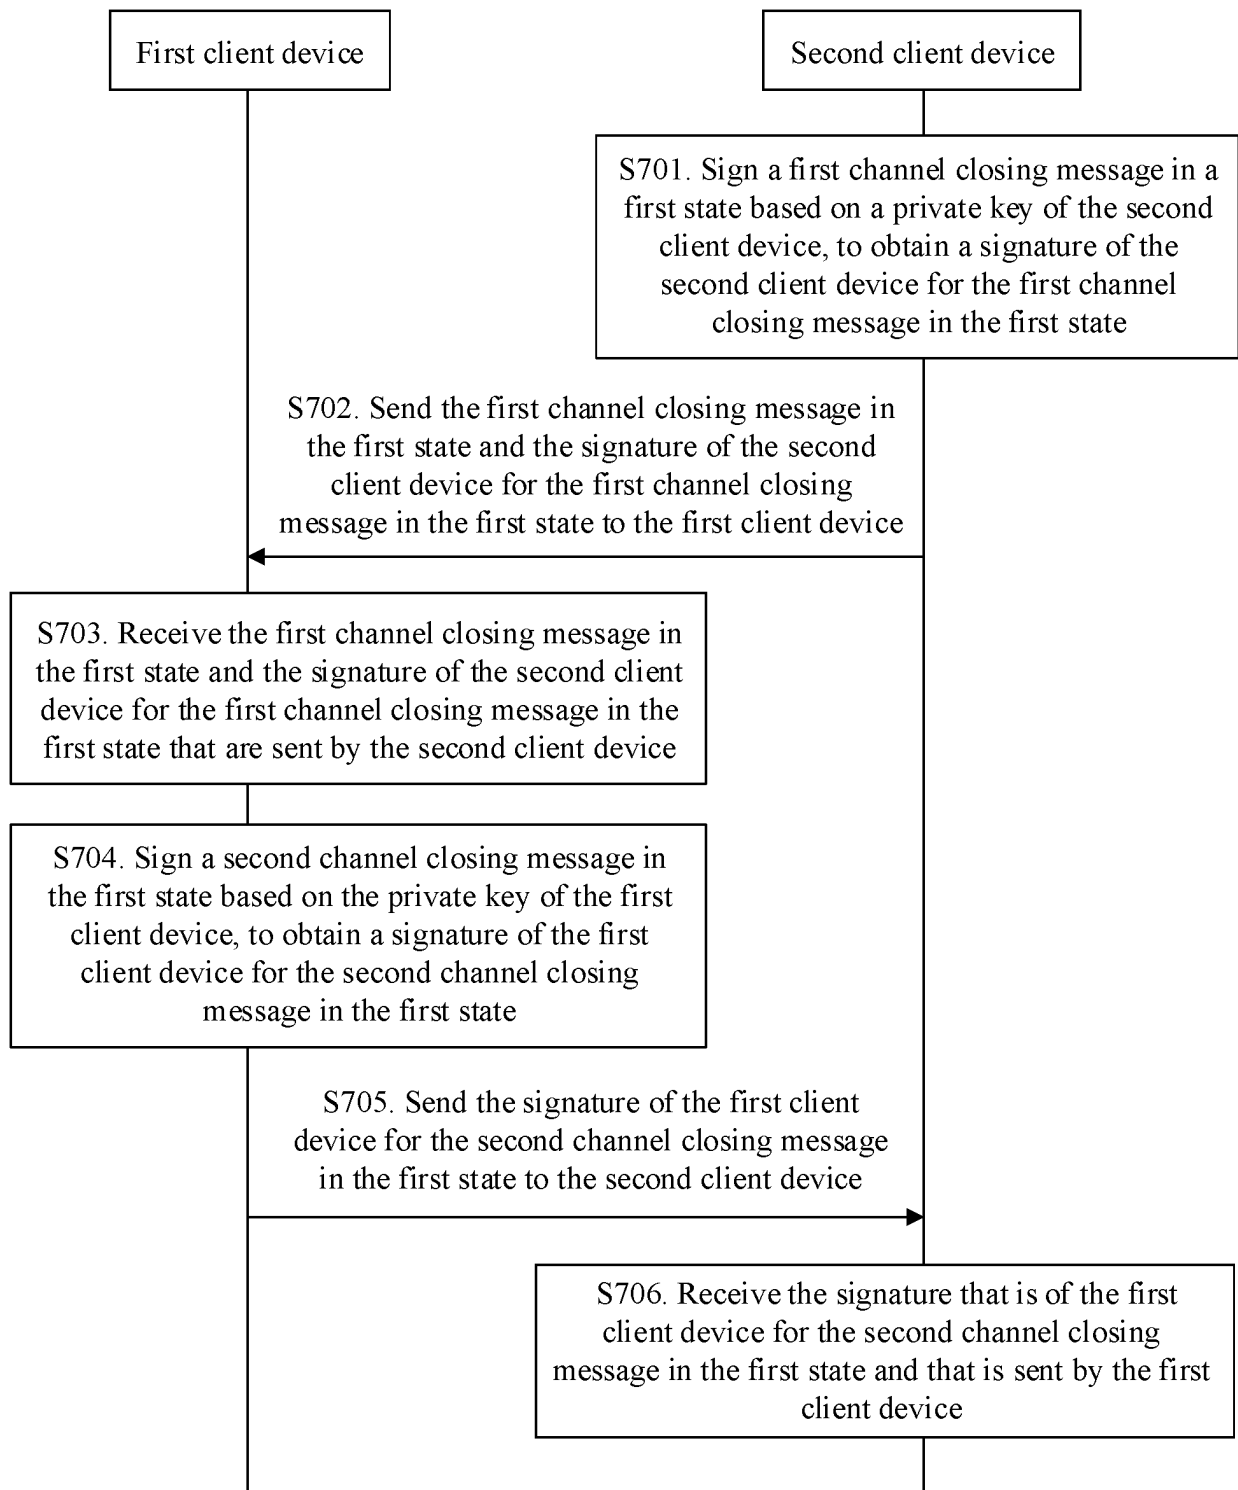 First client device
Second client device
S701. Sign a first channel closing message in a
first state based on a private key of the second
client device, to obtain a signature of the
second client device for the first channel
closing message in the first state
S702. Send the first channel closing message in
the first state and the signature of the second
client device for the first channel closing
message in the first state to the first client device
S703. Receive the first channel closing message in
the first state and the signature of the second client
device for the first channel closing message in the
first state that are sent by the second client device
S704. Sign a second channel closing message in
the first state based on the private key of the first
client device, to obtain a signature of the first
client device for the second channel closing
message in the first state
S705. Send the signature of the first client
device for the second channel closing message
in the first state to the second client device
S706. Receive the signature that is of the first
client device for the second channel closing
message in the first state and that is sent by the first
client device